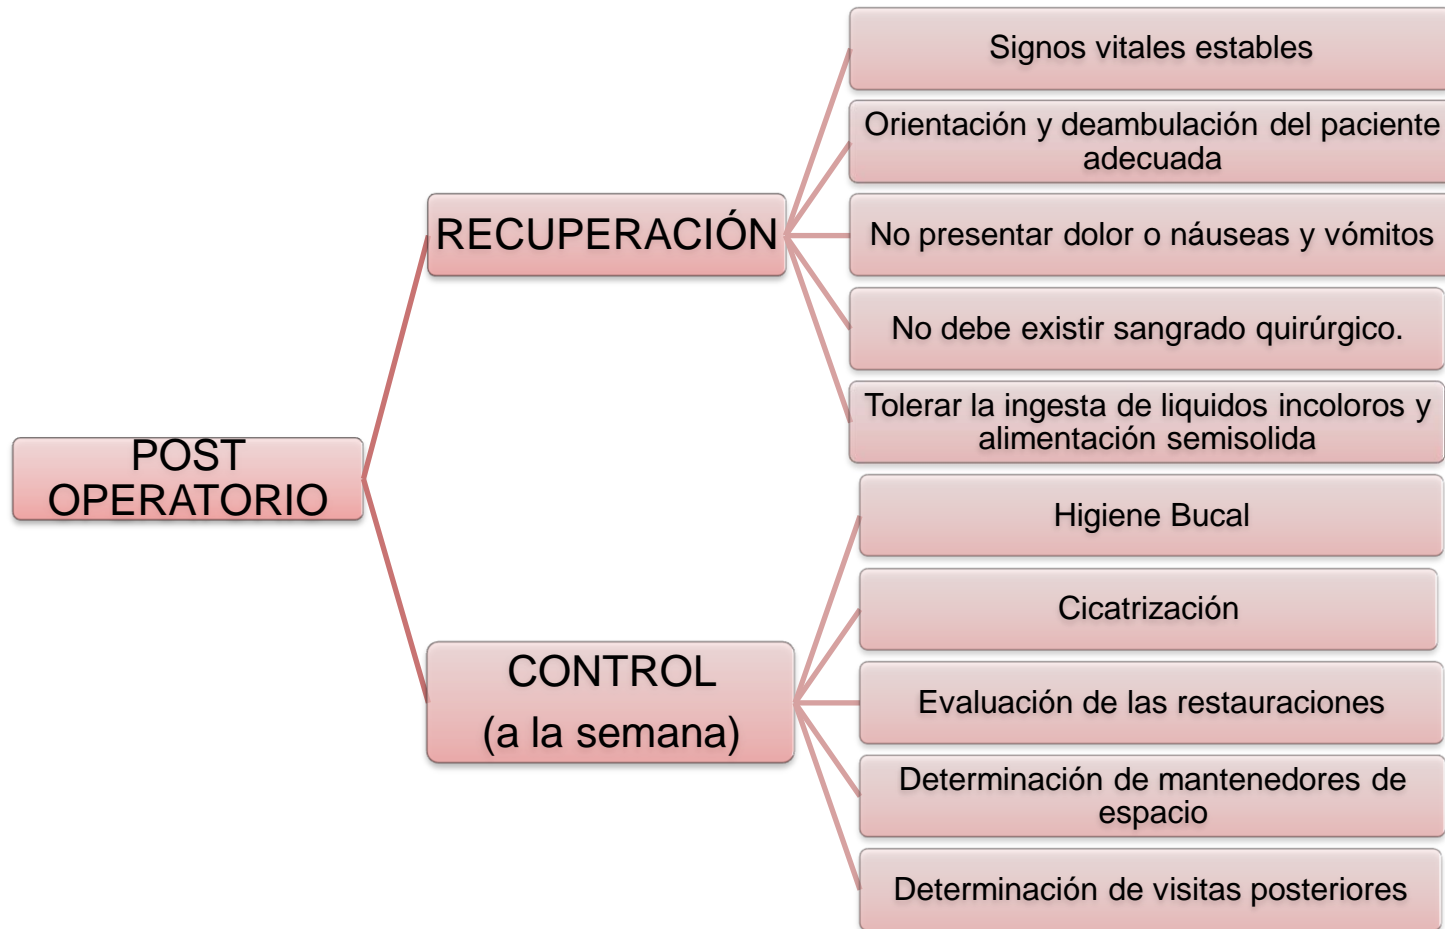 POST
OPERATORIO
RECUPERACIÓN
Signos vitales estables
Orientación y deambulación del paciente
adecuada
No presentar dolor o náuseas y vómitos
No debe existir sangrado quirúrgico.
Tolerar la ingesta de liquidos incoloros y
alimentación semisolida
CONTROL
(a la semana)
Higiene Bucal
Cicatrización
Evaluación de las restauraciones
Determinación de mantenedores de
espacio
Determinación de visitas posteriores